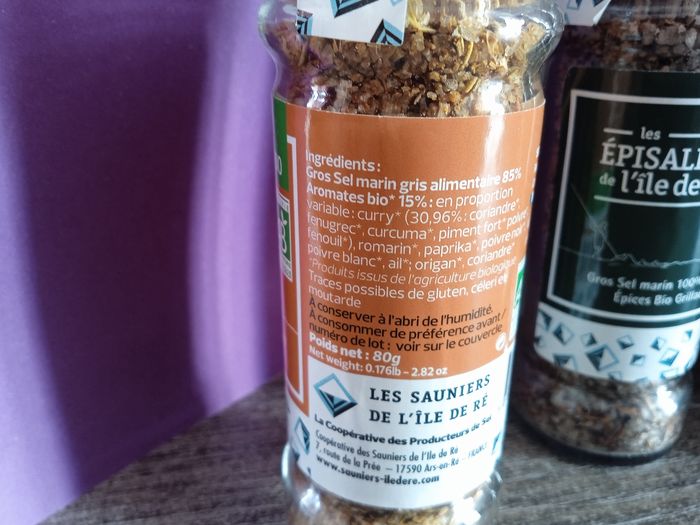 Ingrédients :
Gros Sel marin gris alimentaire 85%
Aromates bio* 15% : en proportion
variable : curry* (30,96% : coriandre*,
fenugrec*, curcuma*, piment fort* poivre
fenouil*), romarin*, paprika*, poivre noir*,
poivre blanc*, ail*; origan*, coriandre*
*Produits issus de l'agriculture biologique
Traces possibles de gluten, céleri et
moutarde
À conserver à l'abri de l'humidité.
À consommer de préférence avant /
numéro de lot : voir sur le couvercle
Poids net : 80g
Net weight: 0.176lb – 2.82 oz
LES SAUNIERS
DE L'ÎLE DE RÉ
La Coopérative des Producteurs de Sel
Coopérative des Sauniers de l'Ile de Ré
7, route de la Prée – 17590 Ars-en-Ré - FRANCE
www.sauniers-iledere.com
les
ÉPISAL
de l'île de
Gros Sel marin 100%
Épices Bio Grillé